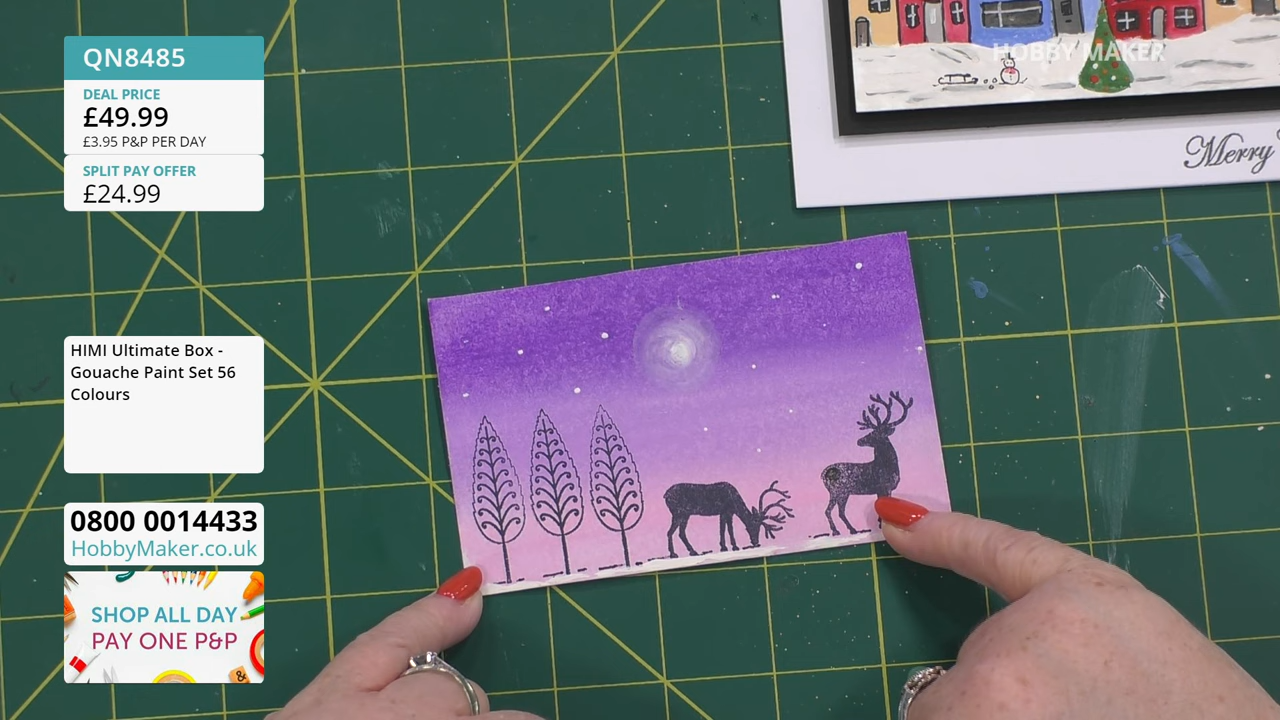 QN8485
DEAL PRICE
£49.99
£3.95 P&P PER DAY
SPLIT PAY OFFER
£24.99
HIMI Ultimate Box -
Gouache Paint Set 56
Colours
0800 0014433
HobbyMaker.co.uk
SHOP ALL DAY
PAY ONE P&P
HOBBY MAKER
Merry